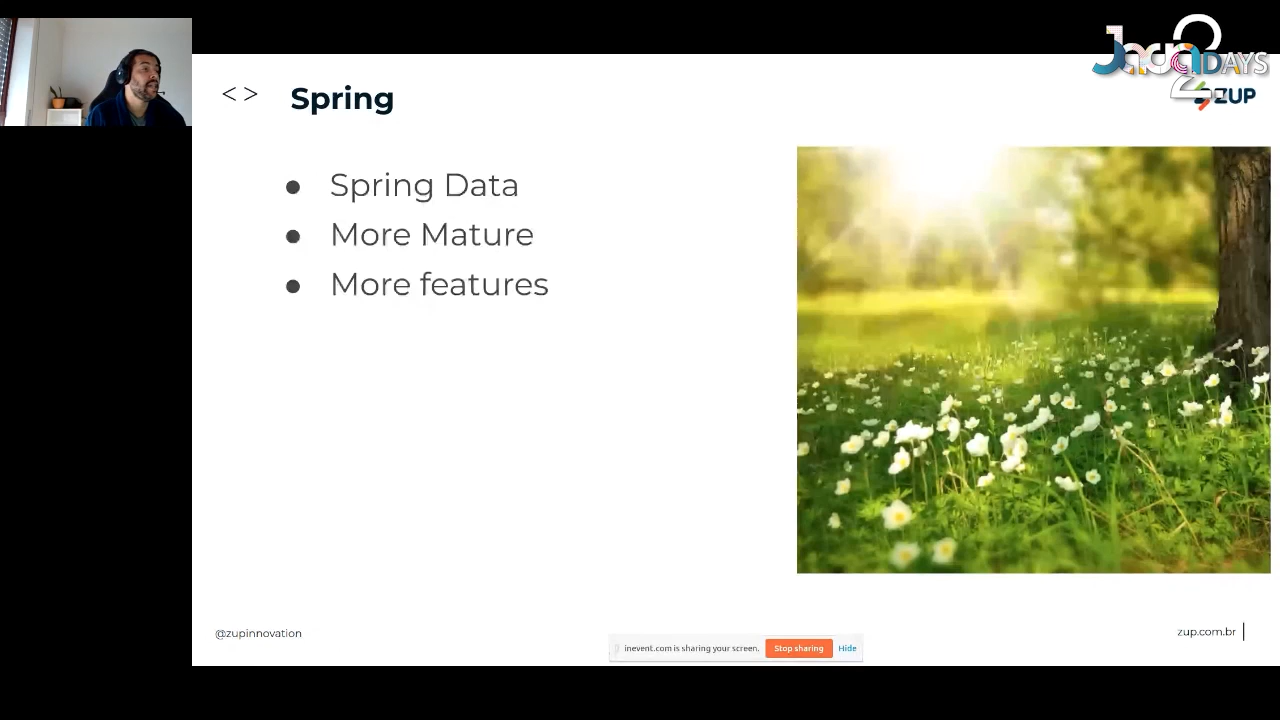 Java2DAYS
ZUP
< > Spring
● Spring Data
● More Mature
● More features
@zupinnovation
zup.com.br
inevent.com is sharing your screen.
Stop sharing
Hide